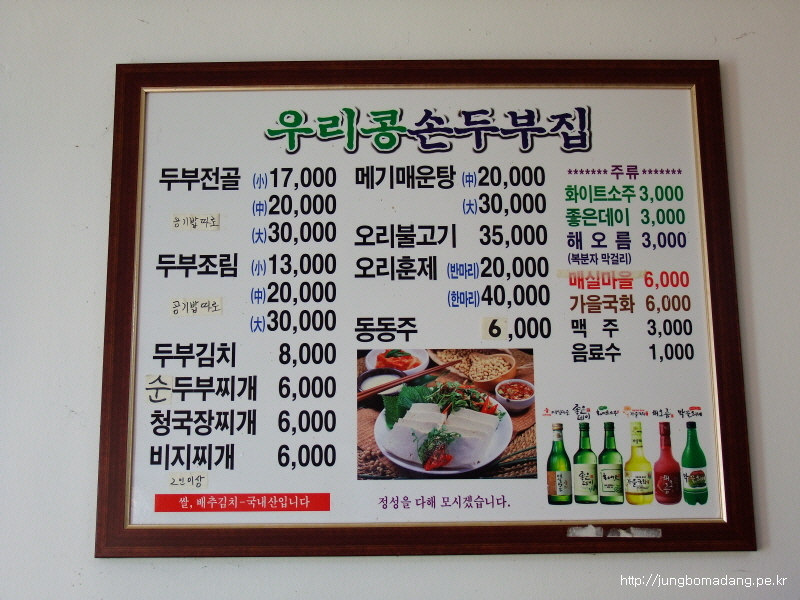 우리콩손두부집
두부전골 (小) 17,000
(中) 20,000
공기밥 따로
(大) 30,000
두부조림 (小) 13,000
(中) 20,000
공기밥 따로
(大) 30,000
두부김치 8,000
순두부찌개 6,000
청국장찌개 6,000
비지찌개 6,000
2인 이상
쌀, 배추김치-국내산입니다
메기매운탕 (中) 20,000
(大) 30,000
오리불고기 35,000
오리훈제 (반마리) 20,000
(한마리) 40,000
동동주 6,000
정성을 다해 모시겠습니다.
******* 주류 *******
화이트소주 3,000
좋은데이 3,000
해오름 3,000
(복분자 막걸리)
매실마을 6,000
가을국화 6,000
맥주 3,000
음료수 1,000
http://jungbomadang.pe.kr